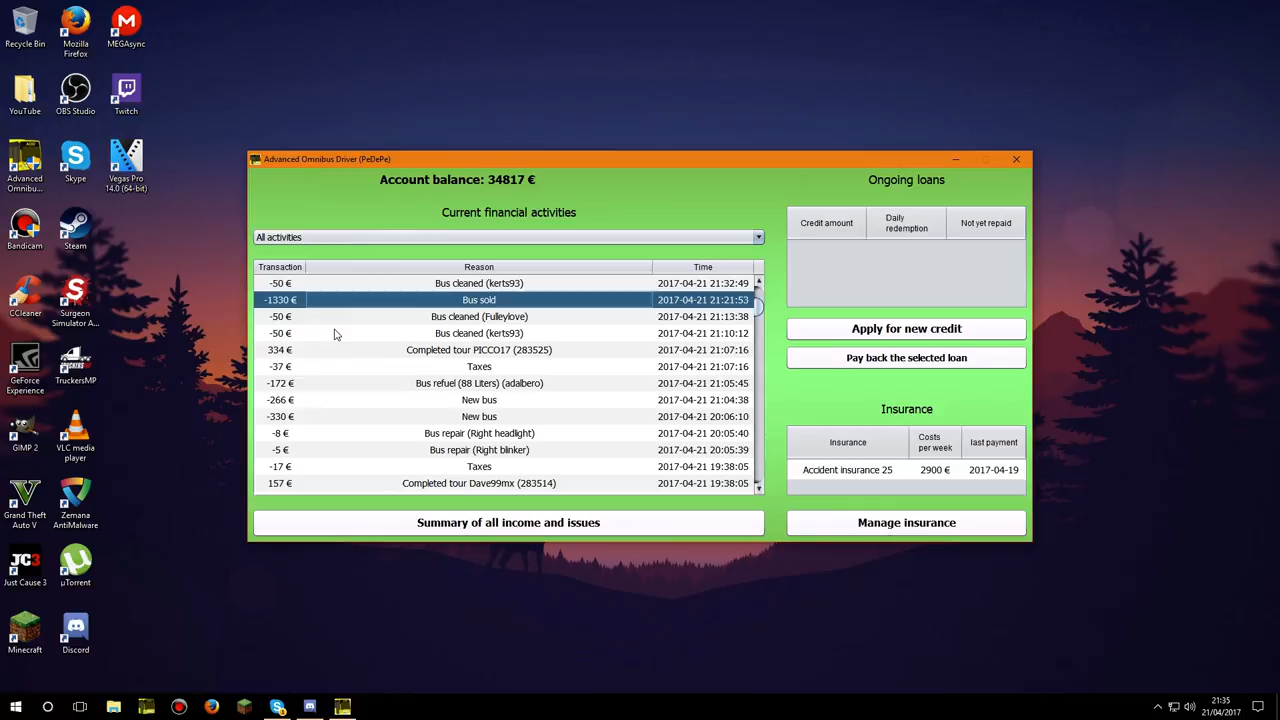 Recycle Bin
Mozilla
Firefox
MEGAsync
YouTube
OBS Studio
Twitch
Advanced
Omnibus...
Skype
Vegas Pro
14.0 (64-bit)
Bandicam
Steam
CCleaner
Surgeon
Simulator A...
GeForce
Experience
TruckersMP
GIMP 2
VLC media
player
Grand Theft
Auto V
Zemana
AntiMalware
Just Cause 3
µTorrent
Minecraft
Discord
Advanced Omnibus Driver (PeDePe)
Account balance: 34817 €
Current financial activities
All activities
Transaction Reason Time
-50 € Bus cleaned (kerts93) 2017-04-21 21:32:49
-1330 € Bus sold 2017-04-21 21:21:53
-50 € Bus cleaned (Fulleylove) 2017-04-21 21:13:38
-50 € Bus cleaned (kerts93) 2017-04-21 21:10:12
334 € Completed tour PICCO17 (283525) 2017-04-21 21:07:16
-37 € Taxes 2017-04-21 21:07:16
-172 € Bus refuel (88 Liters) (adalbero) 2017-04-21 21:05:45
-266 € New bus 2017-04-21 21:04:38
-330 € New bus 2017-04-21 20:06:10
-8 € Bus repair (Right headlight) 2017-04-21 20:05:40
-5 € Bus repair (Right blinker) 2017-04-21 20:05:39
-17 € Taxes 2017-04-21 19:38:05
157 € Completed tour Dave99mx (283514) 2017-04-21 19:38:05
Summary of all income and issues
Ongoing loans
Credit amount Daily redemption Not yet repaid
Apply for new credit
Pay back the selected loan
Insurance
Insurance Costs per week last payment
Accident insurance 25 2900 € 2017-04-19
Manage insurance
21:35
21/04/2017